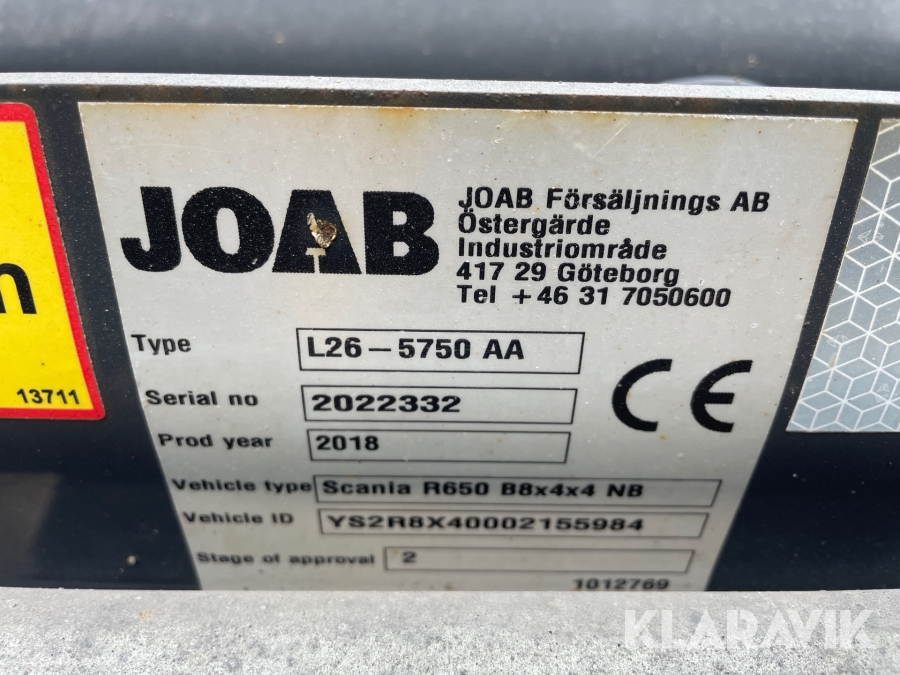 JOAB
JOAB Försäljnings AB
Östergärde
Industriområde
417 29 Göteborg
Tel +46 31 7050600
Type L26-5750 AA
Serial no 2022332
Prod year 2018
CE
Vehicle type Scania R650 B8x4x4 NB
Vehicle ID YS2R8X40002155984
Stage of approval 2
1012769
13711
KLARAVIK